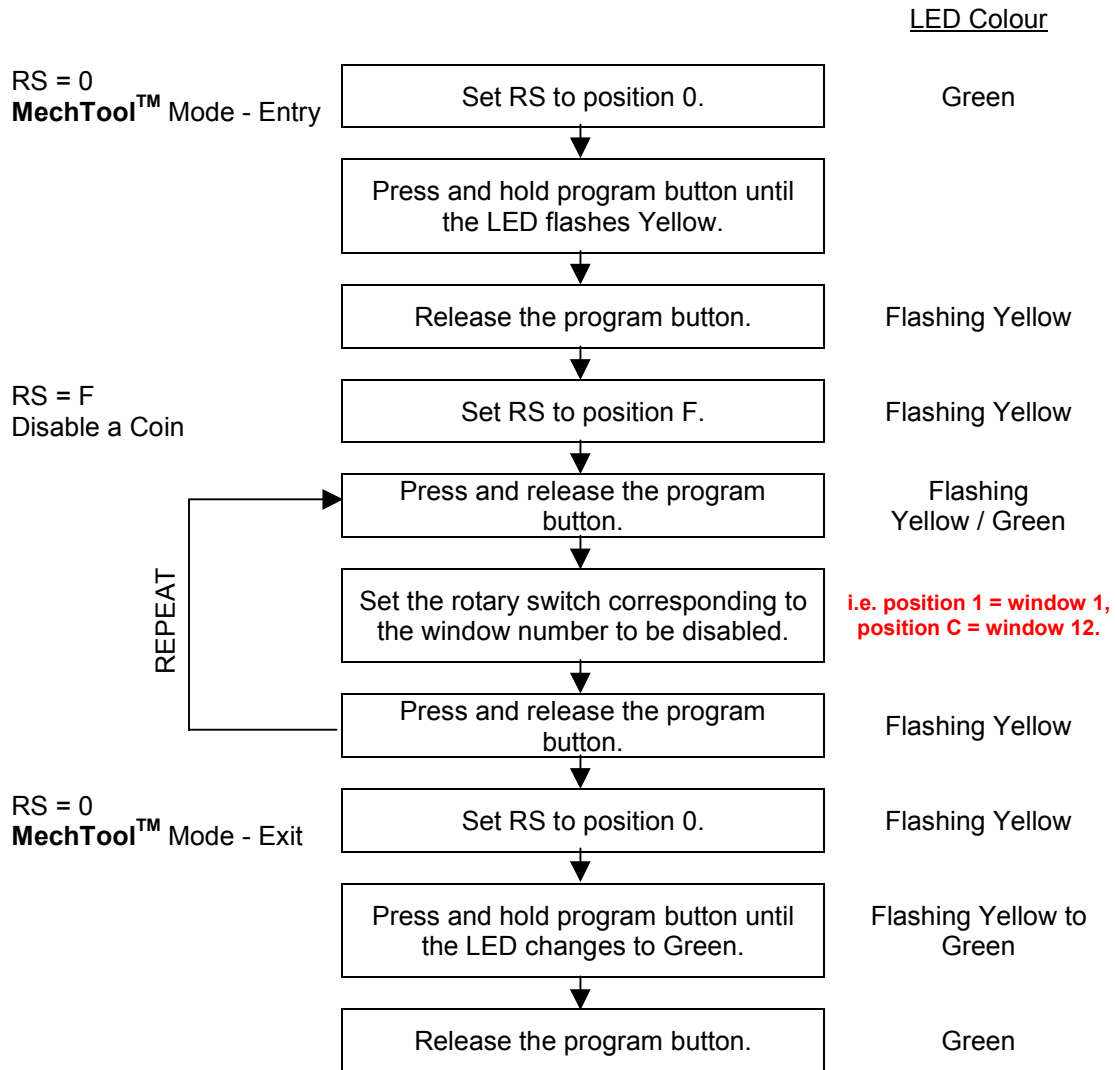 LED Colour
RS = 0
MechTool™ Mode - Entry
Set RS to position 0.
Green
Press and hold program button until
the LED flashes Yellow.
Release the program button.
Flashing Yellow
RS = F
Disable a Coin
Set RS to position F.
Flashing Yellow
Press and release the program
button.
Flashing
Yellow / Green
REPEAT
Set the rotary switch corresponding to
the window number to be disabled.
i.e. position 1 = window 1,
position C = window 12.
Press and release the program
button.
Flashing Yellow
RS = 0
MechTool™ Mode - Exit
Set RS to position 0.
Flashing Yellow
Press and hold program button until
the LED changes to Green.
Flashing Yellow to
Green
Release the program button.
Green